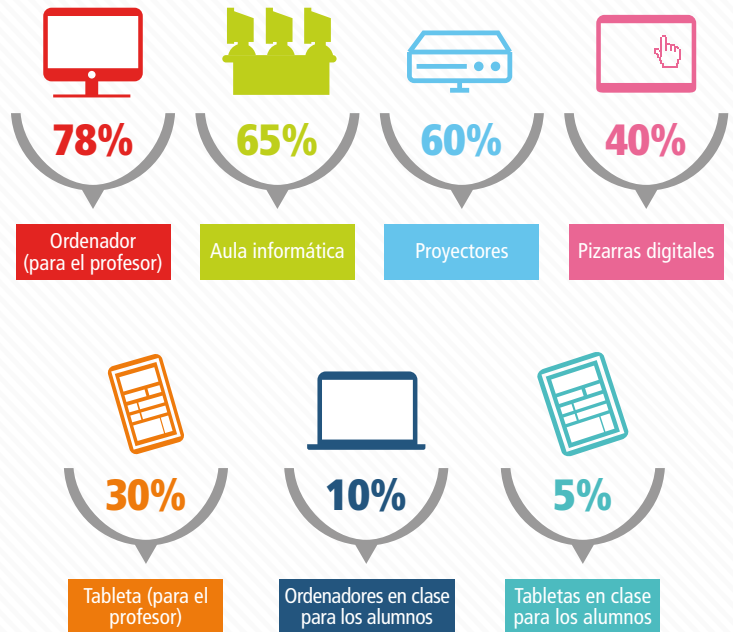 78%
65%
60%
40%
Ordenador
(para el profesor)
Aula informática
Proyectores
Pizarras digitales
30%
10%
5%
Tableta (para el
profesor)
Ordenadores en clase
para los alumnos
Tabletas en clase
para los alumnos